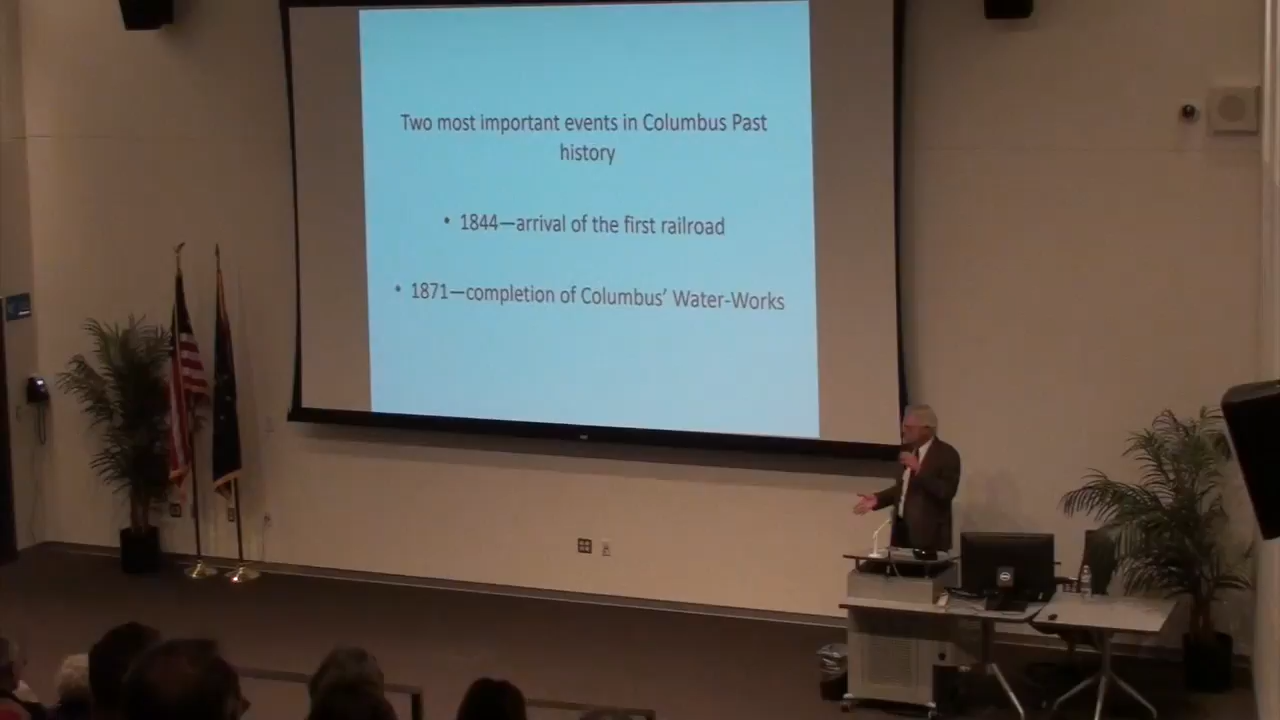 Two most important events in Columbus Past
history
• 1844—arrival of the first railroad
• 1871—completion of Columbus’ Water-Works